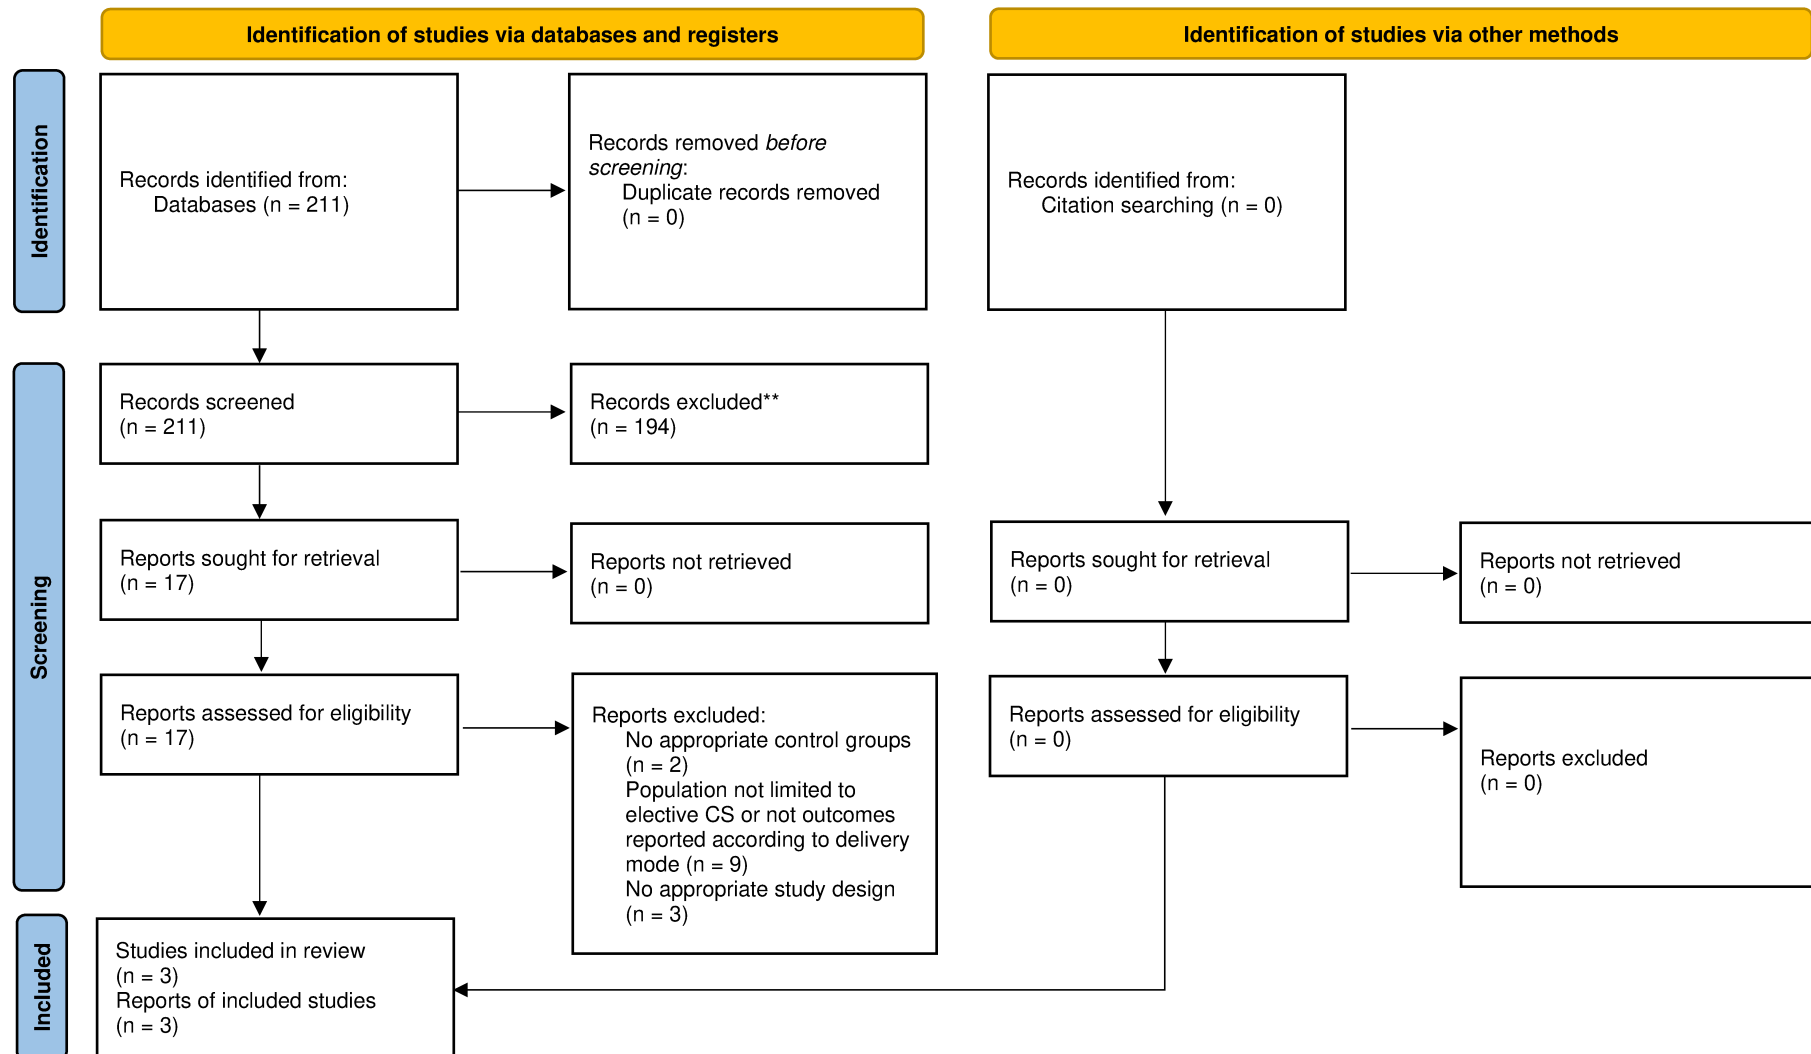 Identification of studies via databases and registers
Identification of studies via other methods
Identification
Records identified from:
Databases (n = 211)
Records removed before
screening:
Duplicate records removed
(n = 0)
Records identified from:
Citation searching (n = 0)
Screening
Records screened
(n = 211)
Records excluded**
(n = 194)
Reports sought for retrieval
(n = 17)
Reports not retrieved
(n = 0)
Reports sought for retrieval
(n = 0)
Reports not retrieved
(n = 0)
Reports assessed for eligibility
(n = 17)
Reports excluded:
No appropriate control groups
(n = 2)
Population not limited to
elective CS or not outcomes
reported according to delivery
mode (n = 9)
No appropriate study design
(n = 3)
Reports assessed for eligibility
(n = 0)
Reports excluded
(n = 0)
Included
Studies included in review
(n = 3)
Reports of included studies
(n = 3)